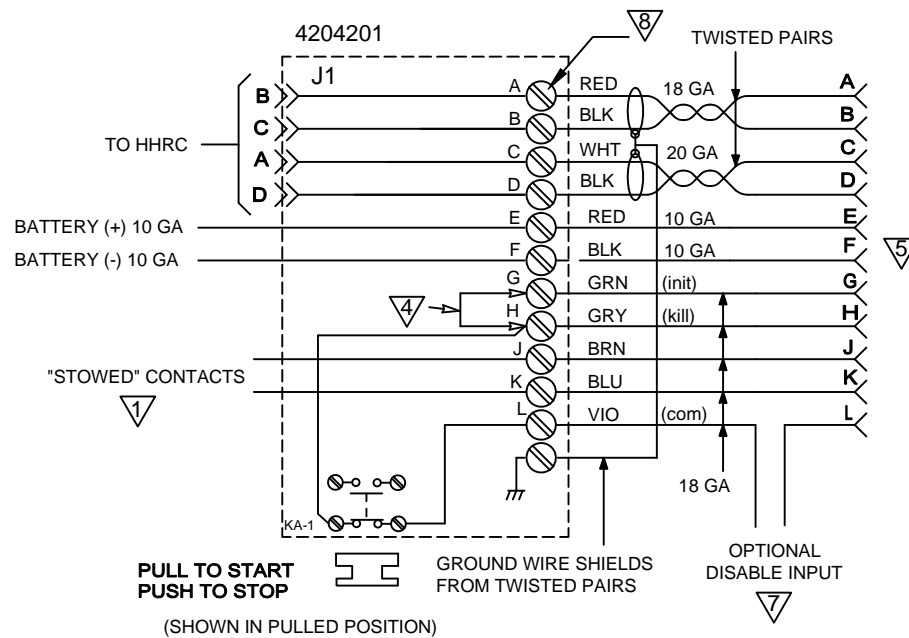 4204201
8
TWISTED PAIRS
J1
A RED 18 GA A
B
B BLK B
C
TO HHRC
C WHT 20 GA C
A
D BLK D
D
BATTERY (+) 10 GA E RED 10 GA E
BATTERY (-) 10 GA F BLK 10 GA F
5
G GRN (init) G
4
H GRY (kill) H
J BRN J
"STOWED" CONTACTS
K BLU K
1
L VIO (com) L
18 GA
KA-1
PULL TO START
PUSH TO STOP
GROUND WIRE SHIELDS
FROM TWISTED PAIRS
OPTIONAL
DISABLE INPUT
7
(SHOWN IN PULLED POSITION)